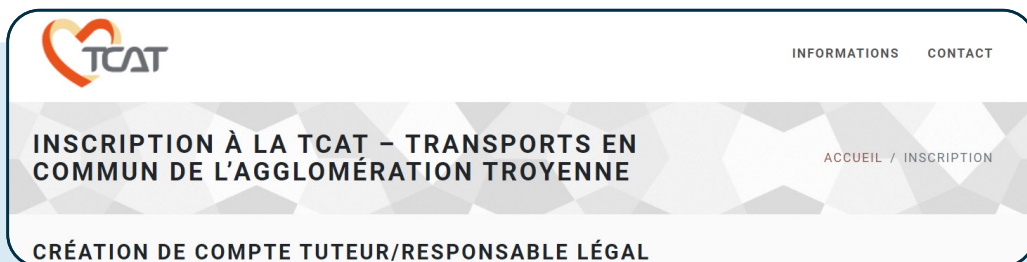 TCAT
INFORMATIONS CONTACT
INSCRIPTION À LA TCAT – TRANSPORTS EN
COMMUN DE L’AGGLOMÉRATION TROYENNE
ACCUEIL / INSCRIPTION
CRÉATION DE COMPTE TUTEUR/RESPONSABLE LÉGAL